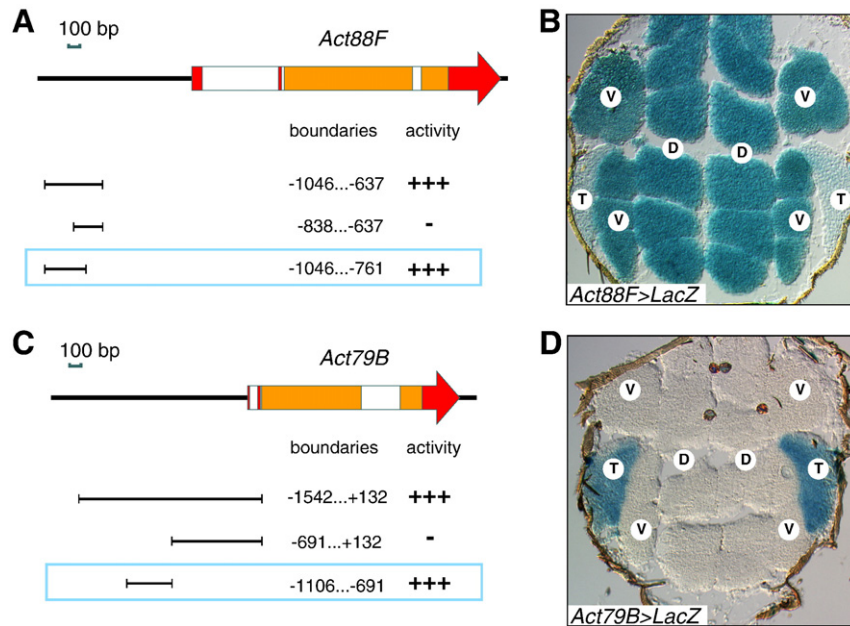 A
100 bp
Act88F
boundaries activity
-1046...-637 +++
-838...-637 -
-1046...-761 +++
B
V V
D D
T T
V V
Act88F>LacZ
C
100 bp
Act79B
boundaries activity
-1542...+132 +++
-691...+132 -
-1106...-691 +++
D
V V
D D
T T
V V
Act79B>LacZ